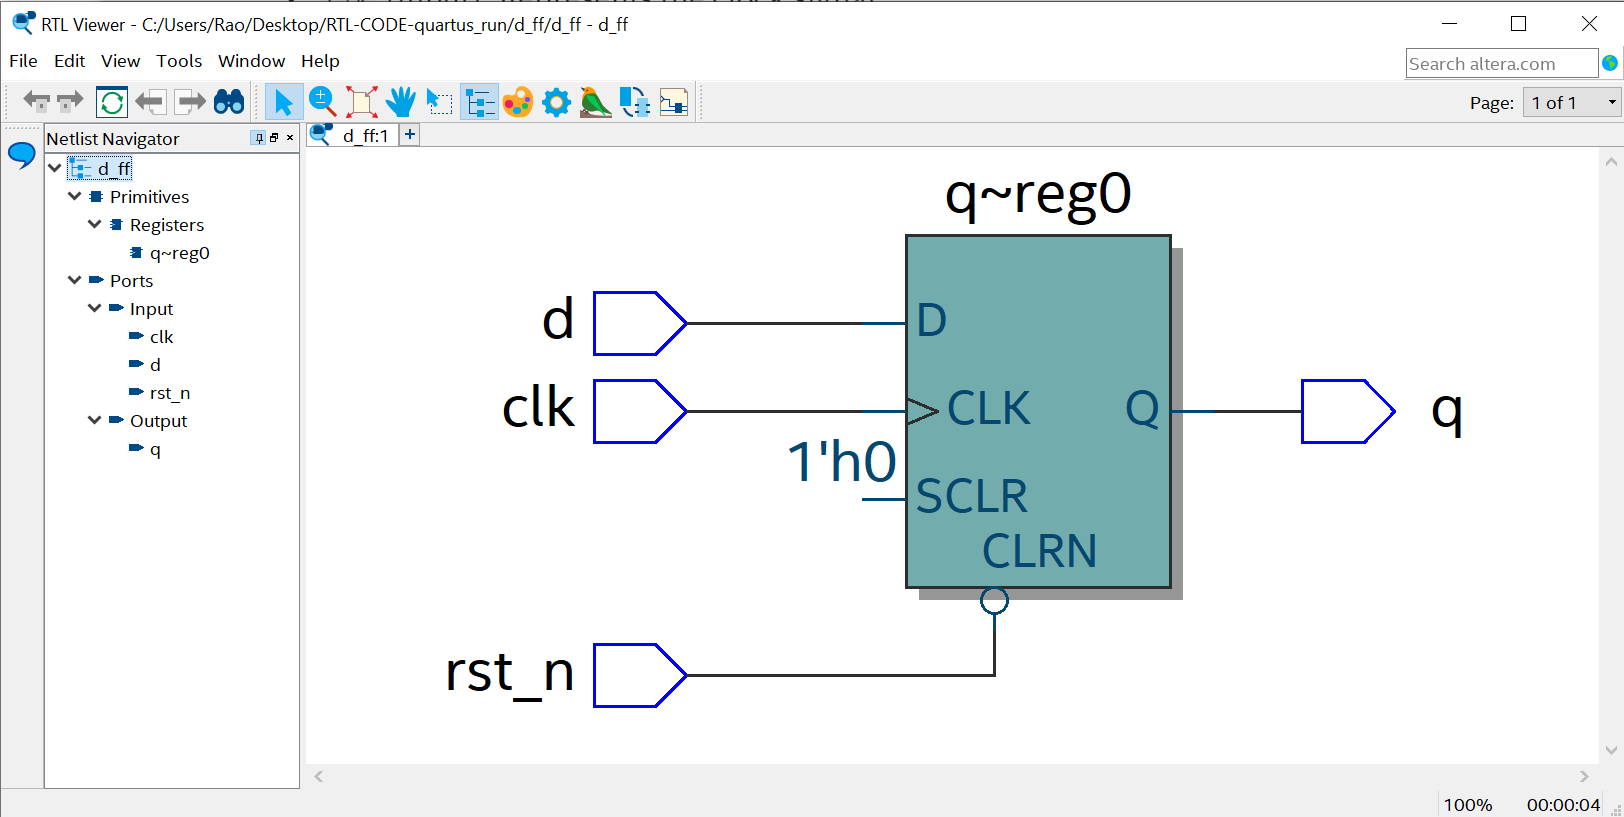 RTL Viewer - C:/Users/Rao/Desktop/RTL-CODE-quartus_run/d_ff/d_ff - d_ff
File Edit View Tools Window Help
Search altera.com
Page: 1 of 1
Netlist Navigator
d_ff:1
+
d_ff
Primitives
Registers
q~reg0
Ports
Input
clk
d
rst_n
Output
q
q~reg0
d
D
clk
CLK
Q
q
1'h0
SCLR
CLRN
rst_n
100% 00:00:04